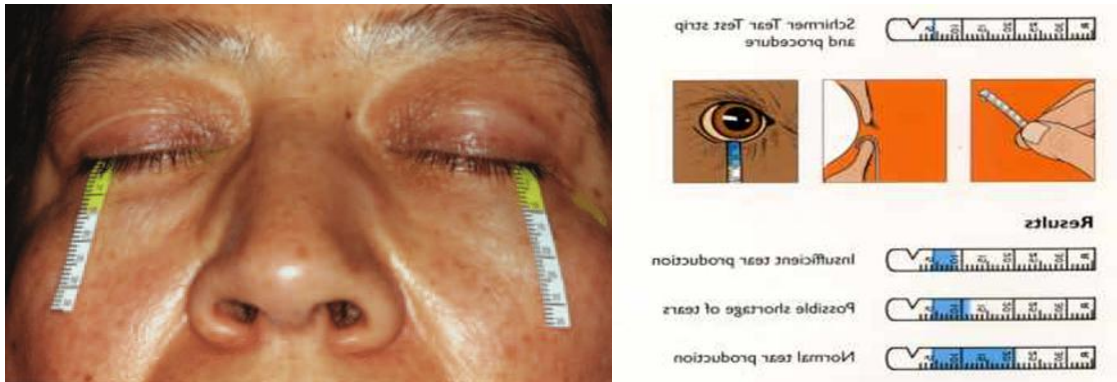 Schirmer Tear Test strip
and procedure
Results
Insufficient tear production
Possible shortage of tears
Normal tear production